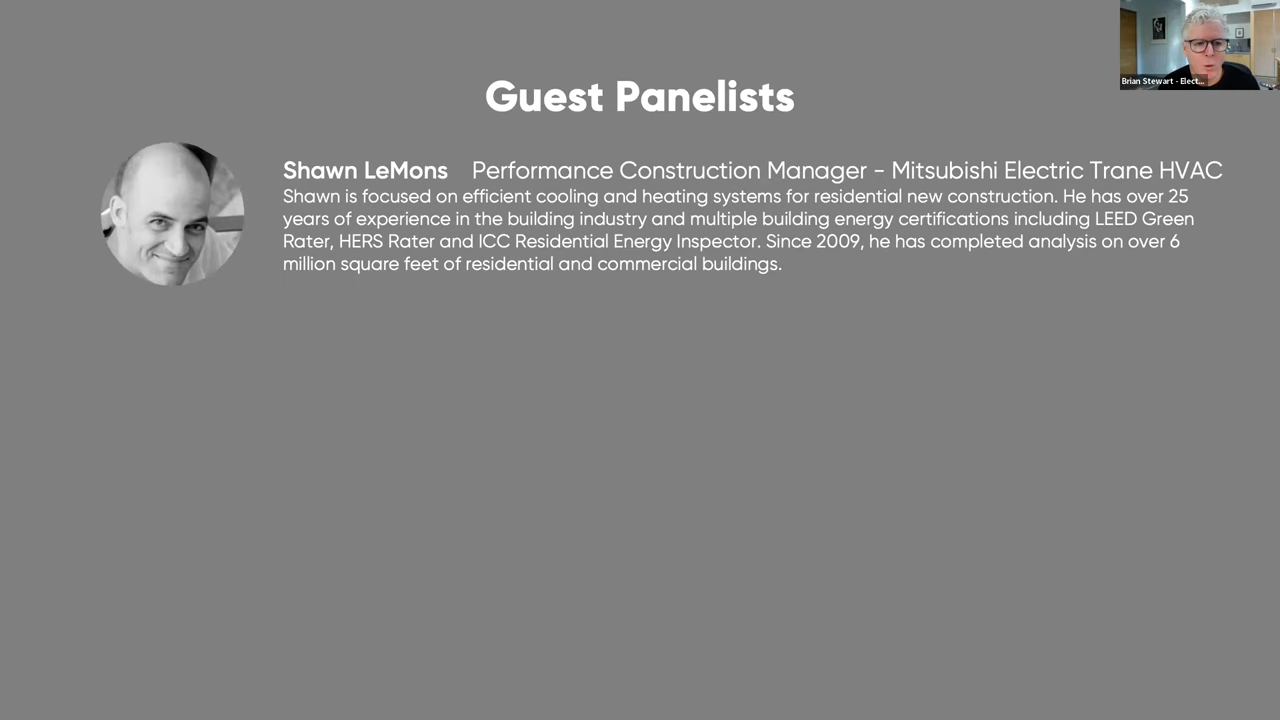 Brian Stewart - Elect...
Guest Panelists
Shawn LeMons Performance Construction Manager - Mitsubishi Electric Trane HVAC
Shawn is focused on efficient cooling and heating systems for residential new construction. He has over 25
years of experience in the building industry and multiple building energy certifications including LEED Green
Rater, HERS Rater and ICC Residential Energy Inspector. Since 2009, he has completed analysis on over 6
million square feet of residential and commercial buildings.